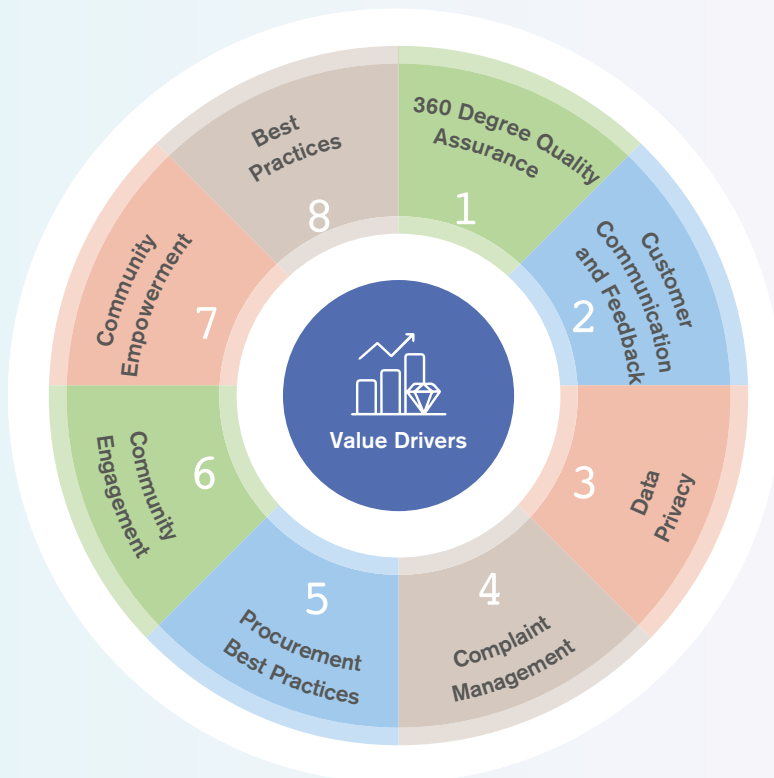 360 Degree Quality
Assurance
1
Customer
Communication
and Feedback
2
Data
Privacy
3
Complaint
Management
4
Procurement
Best Practices
5
Community
Engagement
6
Community
Empowerment
7
Best
Practices
8
Value Drivers